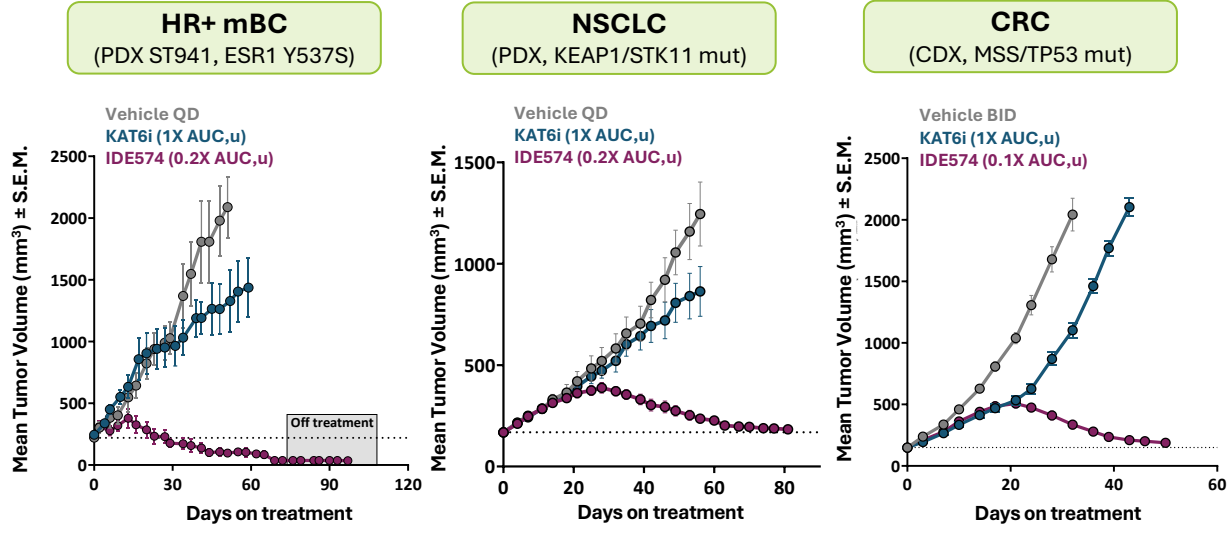 HR+ mBC
(PDX ST941, ESR1 Y537S)
Vehicle QD
KAT6i (1X AUC,u)
IDE574 (0.2X AUC,u)
Mean Tumor Volume (mm³) ± S.E.M.
2500
2000
1500
1000
500
0
Off treatment
0 30 60 90 120
Days on treatment
NSCLC
(PDX, KEAP1/STK11 mut)
Vehicle QD
KAT6i (1X AUC,u)
IDE574 (0.2X AUC,u)
Mean Tumor Volume (mm³) ± S.E.M.
1500
1000
500
0
0 20 40 60 80
Days on treatment
CRC
(CDX, MSS/TP53 mut)
Vehicle BID
KAT6i (1X AUC,u)
IDE574 (0.1X AUC,u)
Mean Tumor Volume (mm³) ± S.E.M.
2500
2000
1500
1000
500
0
0 20 40 60
Days on treatment